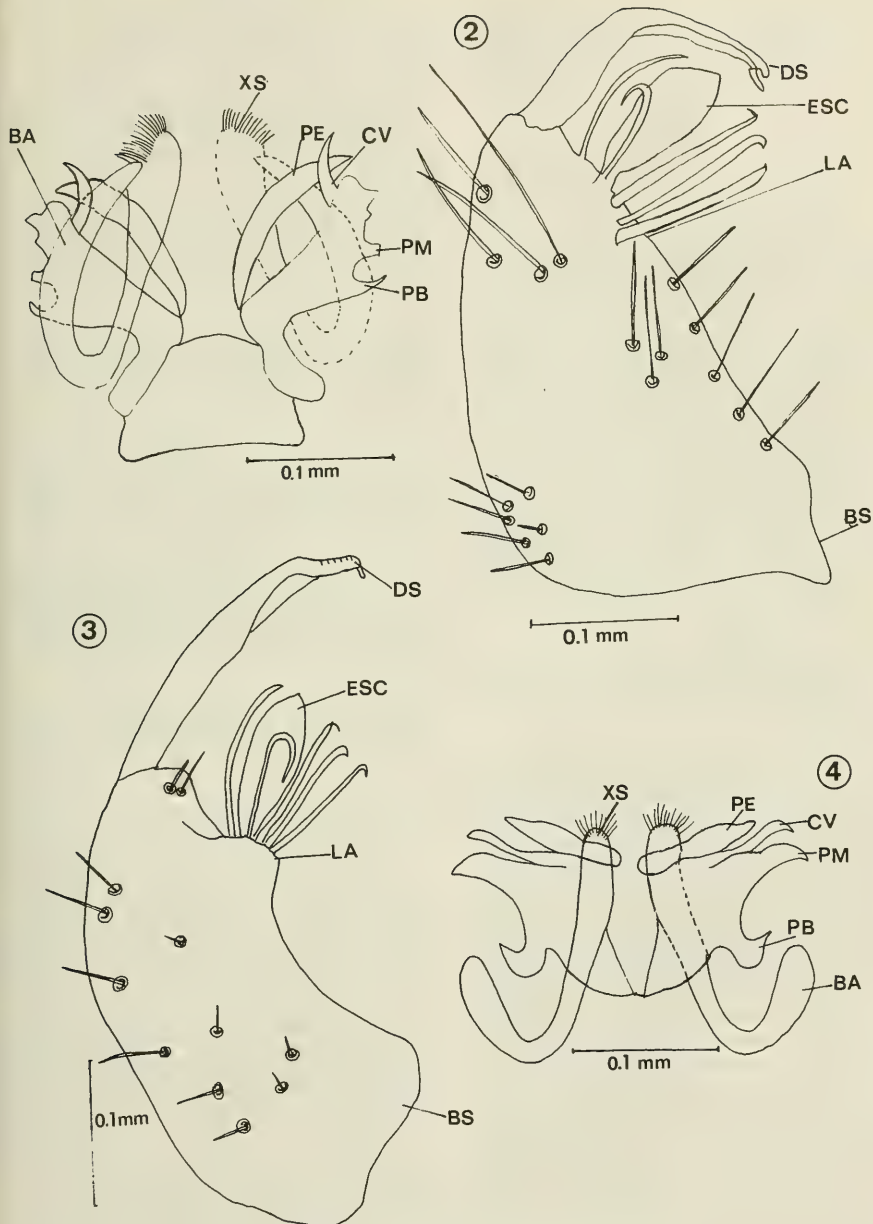 XS
BA
PE
CV
PM
PB
0.1 mm
②
DS
ESC
LA
BS
0.1 mm
③
DS
ESC
LA
BS
0.1mm
④
XS
PE
CV
PM
PB
BA
0.1 mm